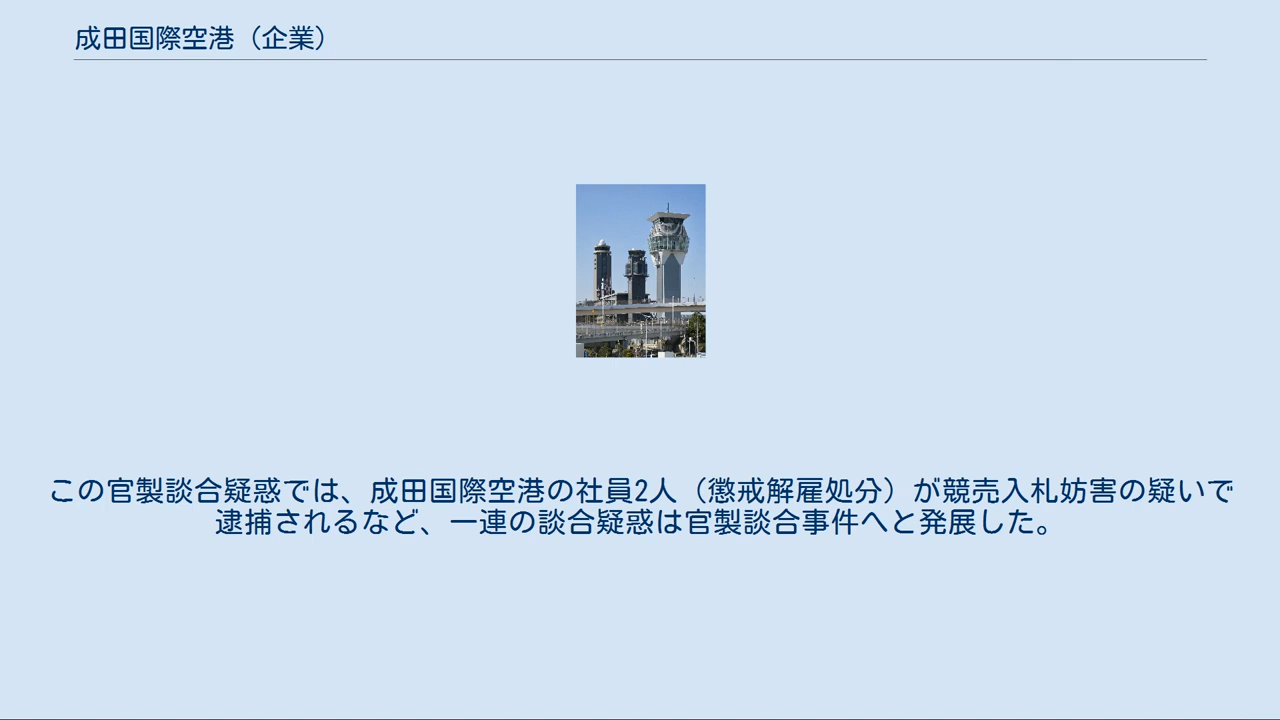 成田国際空港（企業）
この官製談合疑惑では、成田国際空港の社員2人（懲戒解雇処分）が競売入札妨害の疑いで
逮捕されるなど、一連の談合疑惑は官製談合事件へと発展した。